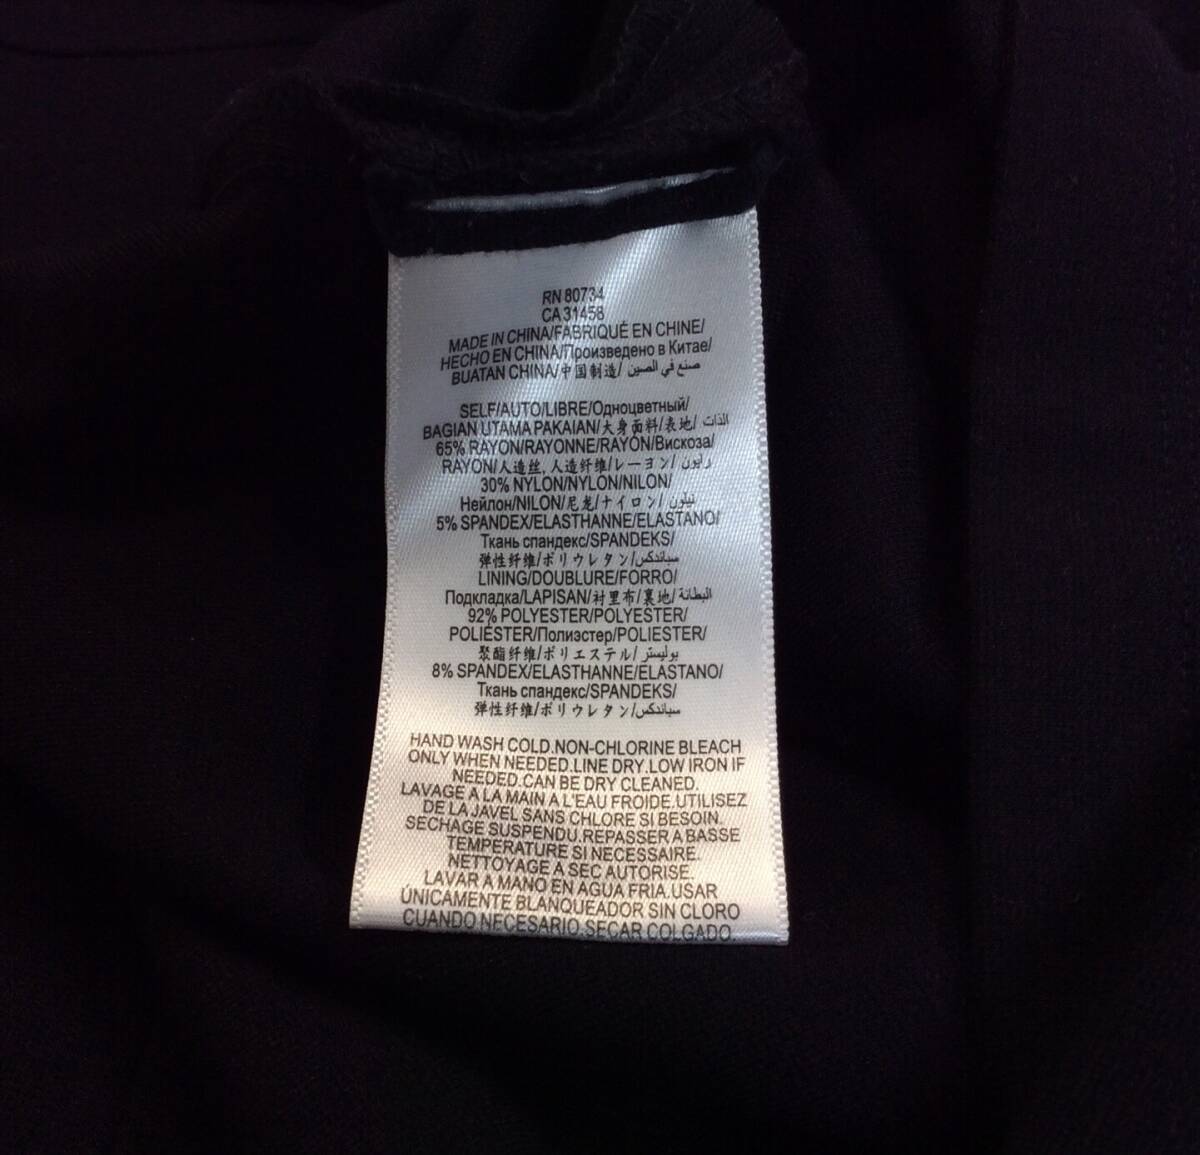 RN 80734
CA 31458
MADE IN CHINA/FABRIQUÉ EN CHINE/
HECHO EN CHINA/Произведено в Китае/
BUATAN CHINA/中国制造/ صنع في الصين
SELF/AUTO/LIBRE/Одноцветный/
BAGIAN UTAMA PAKAIAN/大身面料/表地/ الذات
65% RAYON/RAYONNE/RAYÓN/Вискоза/
RAYON/人造丝,人造纤维/レーヨン/ رايون
30% NYLON/NYLON/NILON/
Нейлон/NILON/尼龙/ナイロン/ نيلون
5% SPANDEX/ELASTHANNE/ELASTANO/
Ткань спандекс/SPANDEKS/
弹性纤维/ポリウレタン/سباندكس
LINING/DOUBLURE/FORRO/
Подкладка/LAPISAN/衬里布/裏地/ البطانة
92% POLYESTER/POLYESTER/
POLIÉSTER/Полиэстер/POLIESTER/
聚酯纤维/ポリエステル/بوليستر
8% SPANDEX/ELASTHANNE/ELASTANO/
Ткань спандекс/SPANDEKS/
弹性纤维/ポリウレタン/سباندكس
HAND WASH COLD.NON-CHLORINE BLEACH
ONLY WHEN NEEDED.LINE DRY.LOW IRON IF
NEEDED.CAN BE DRY CLEANED.
LAVAGE A LA MAIN A L'EAU FROIDE.UTILISEZ
DE LA JAVEL SANS CHLORE SI BESOIN.
SECHAGE SUSPENDU.REPASSER A BASSE
TEMPERATURE SI NECESSAIRE.
NETTOYAGE À SEC AUTORISE.
LAVAR A MANO EN AGUA FRIA.USAR
ÚNICAMENTE BLANQUEADOR SIN CLORO
CUANDO NECESARIO.SECAR COLGADO.